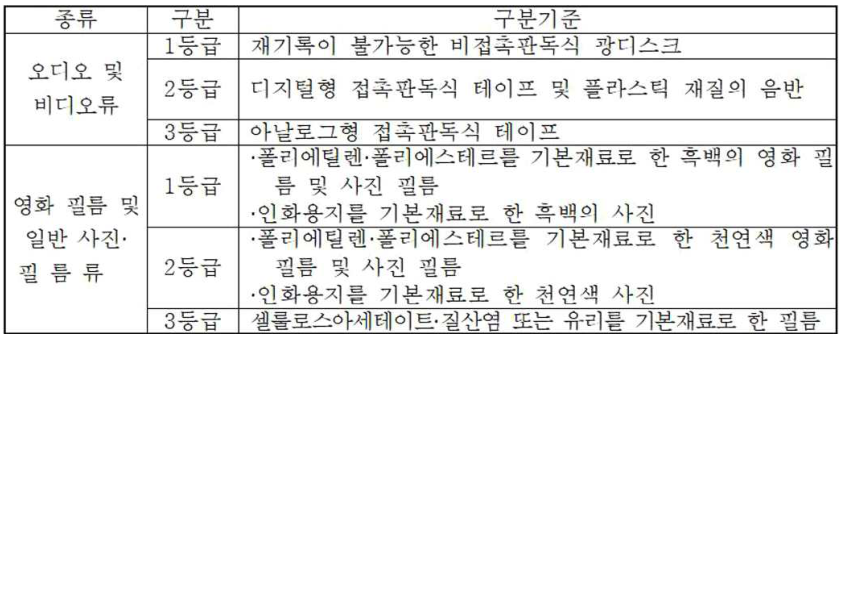 종류 구분 구분기준
오디오 및 비디오류
1등급 재기록이 불가능한 비접촉판독식 광디스크
2등급 디지털형 접촉판독식 테이프 및 플라스틱 재질의 음반
3등급 아날로그형 접촉판독식 테이프
영화 필름 및
일반 사진·
필 름 류
1등급
·폴리에틸렌·폴리에스테르를 기본재료로 한 흑백의 영화 필
름 및 사진 필름
·인화용지를 기본재료로 한 흑백의 사진
2등급
·폴리에틸렌·폴리에스테르를 기본재료로 한 천연색 영화
필름 및 사진 필름
·인화용지를 기본재료로 한 천연색 사진
3등급 셀룰로스아세테이트·질산염 또는 유리를 기본재료로 한 필름